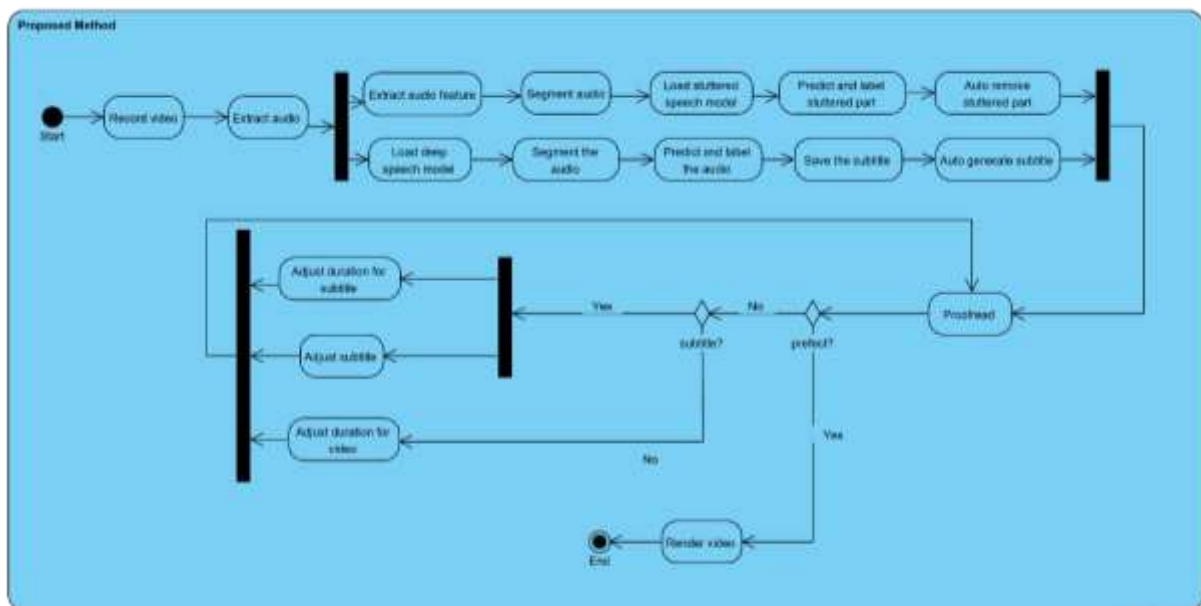 Proposed Method
Start
Record video
Extract audio
Extract audio feature
Segment audio
Load stuttered
speech model
Predict and label
stuttered part
Auto remove
stuttered part
Load deep
speech model
Segment the
audio
Predict and label
the audio
Save the subtitle
Auto generate subtitle
Adjust duration for
subtitle
Adjust subtitle
Adjust duration for
video
Yes
subtitle?
No
prefect?
Proofread
No
Yes
Render video
End